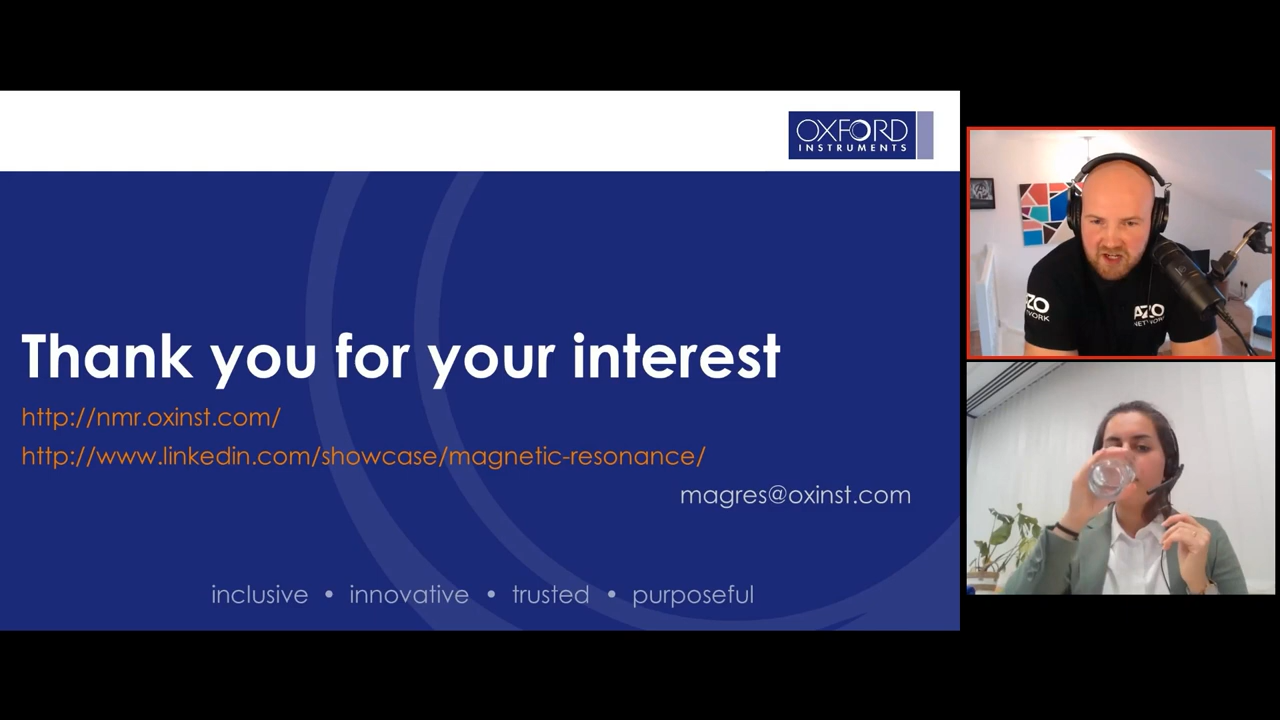 OXFORD
INSTRUMENTS
Thank you for your interest
http://nmr.oxinst.com/
http://www.linkedin.com/showcase/magnetic-resonance/
magres@oxinst.com
inclusive • innovative • trusted • purposeful
AZO
NETWORK
AZO
NETWORK